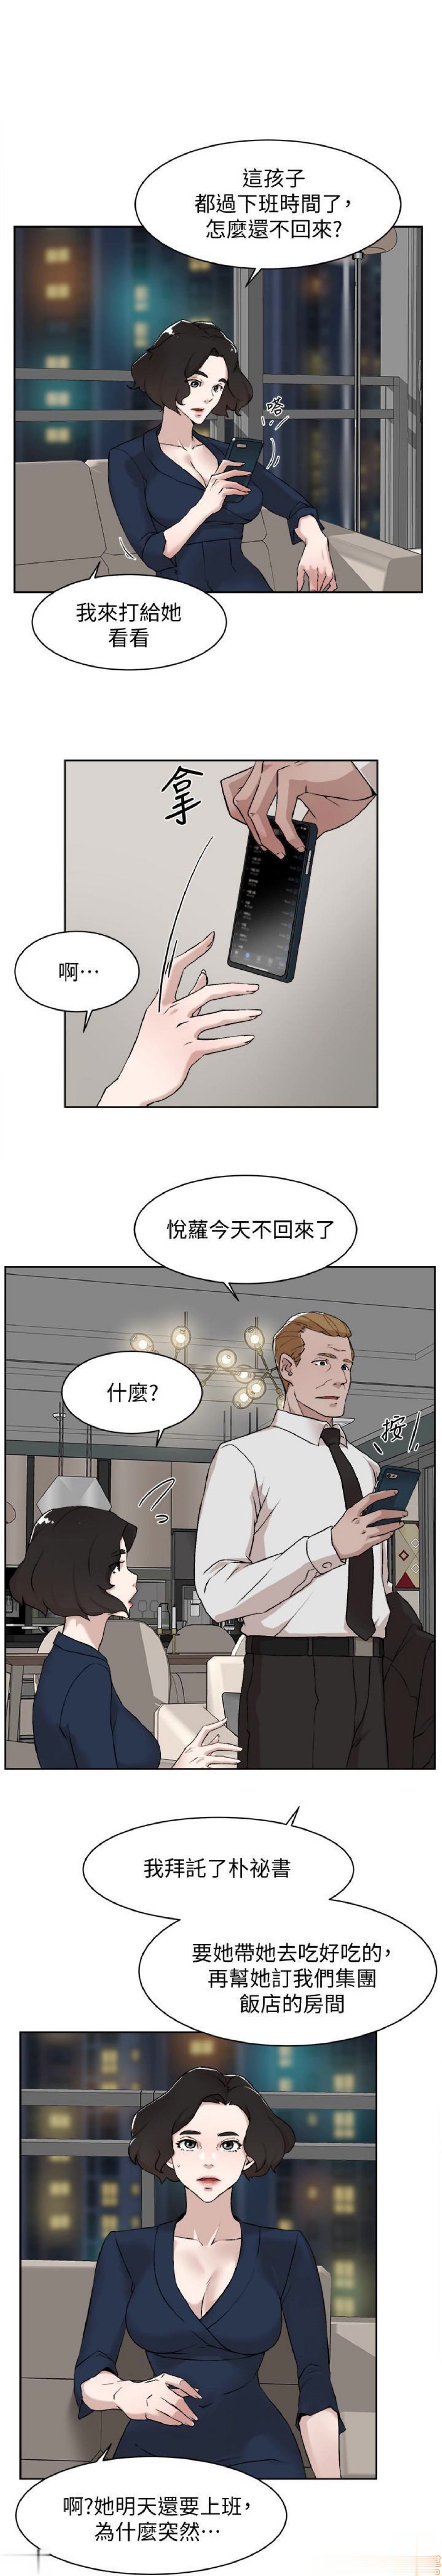 這孩子
都過下班時間了，
怎麼還不回來?
嗒
我來打給她
看看
拿
啊…
悅蘿今天不回來了
什麼?
按
我拜託了朴祕書
要她帶她去吃好吃的，
再幫她訂我們集團
飯店的房間
啊?她明天還要上班，
為什麼突然…